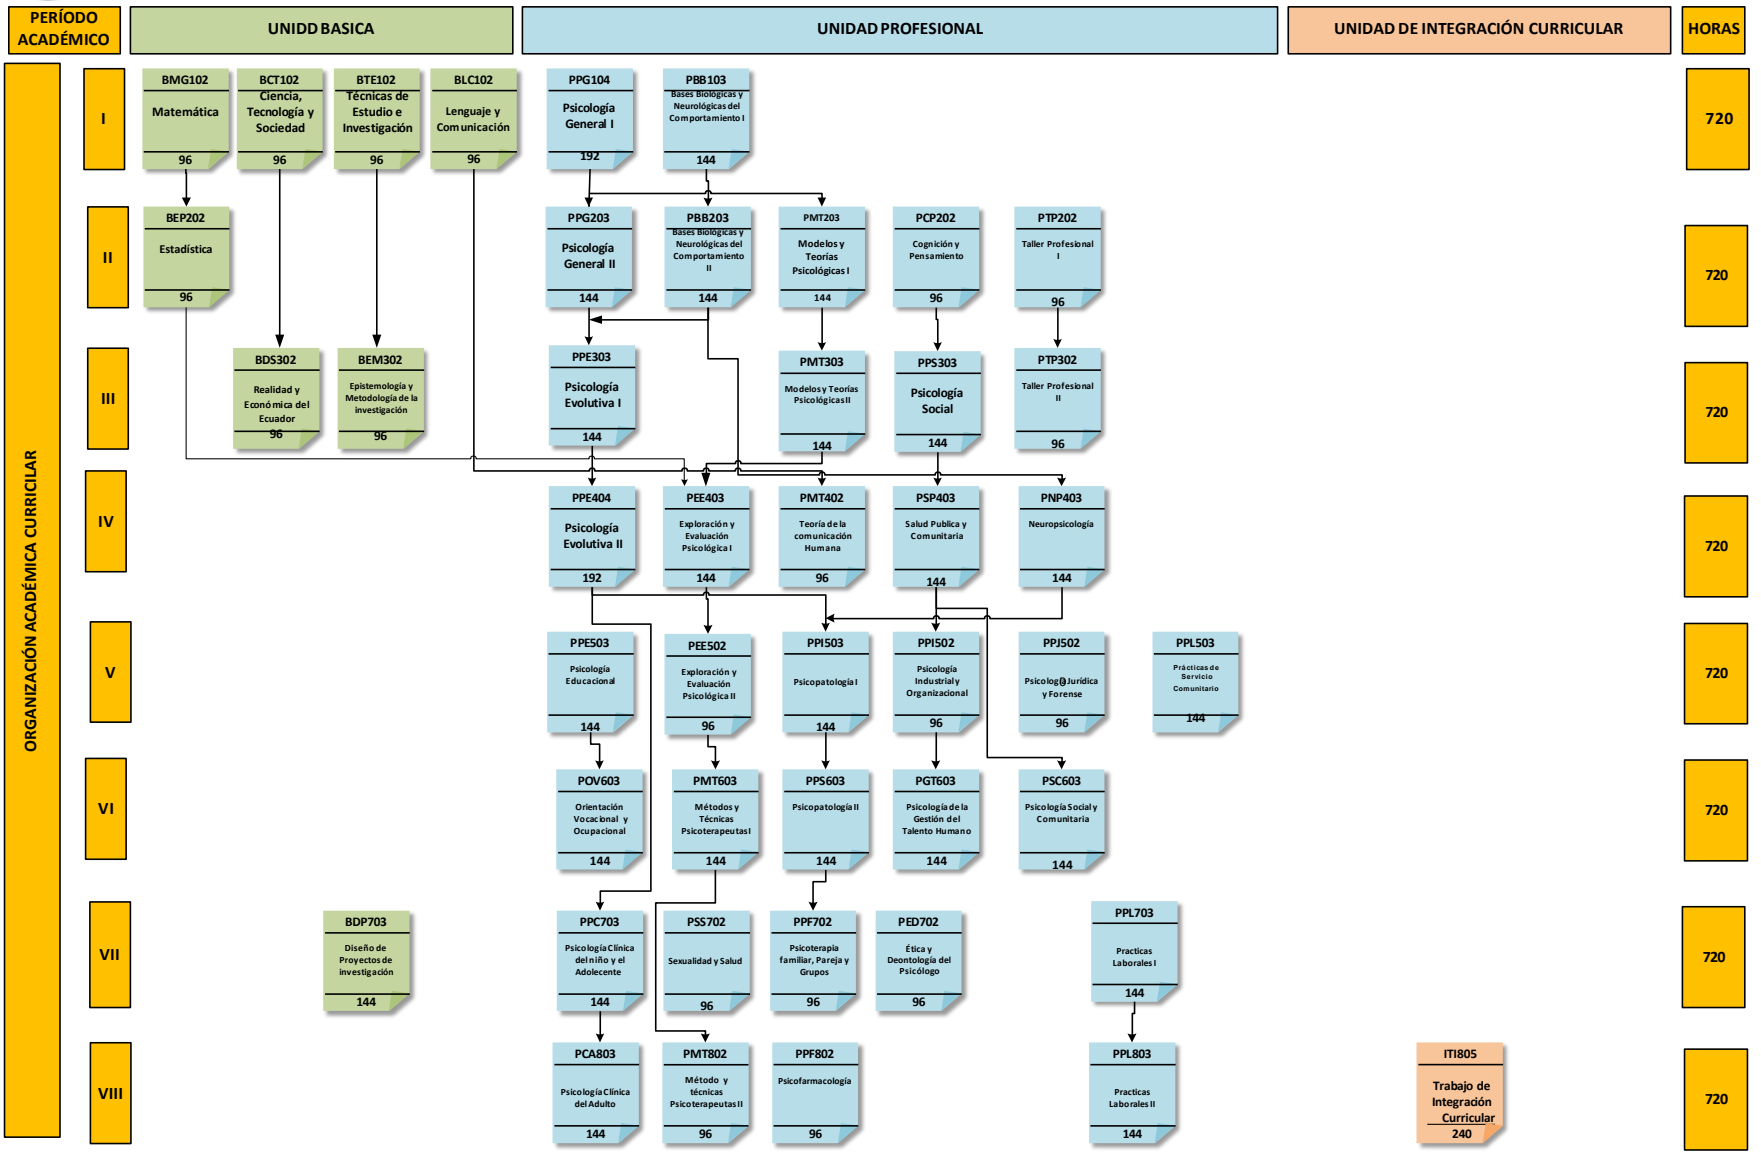 PERÍODO
ACADÉMICO
UNIDD BASICA
UNIDAD PROFESIONAL
UNIDAD DE INTEGRACIÓN CURRICULAR
HORAS
ORGANIZACIÓN ACADÉMICA CURRICILAR
I
BMG102
Matemática
96
BCT102
Ciencia,
Tecnología y
Sociedad
96
BTE102
Técnicas de
Estudio e
Investigación
96
BLC102
Lenguaje y
Comunicación
96
PPG104
Psicología
General I
192
PBB103
Bases Biológicas y
Neurológicas del
Comportamiento I
144
720
II
BEP202
Estadística
96
PPG203
Psicología
General II
144
PBB203
Bases Biológicas y
Neurológicas del
Comportamiento
II
144
PMT203
Modelos y
Teorías
Psicológicas I
144
PCP202
Cognición y
Pensamiento
96
PTP202
Taller Profesional
I
96
720
III
BDS302
Realidad y
Económica del
Ecuador
96
BEM302
Epistemología y
Metodología de la
investigación
96
PPE303
Psicología
Evolutiva I
144
PMT303
Modelos y Teorías
Psicológicas II
144
PPS303
Psicología
Social
144
PTP302
Taller Profesional
II
96
720
IV
PPE404
Psicología
Evolutiva II
192
PEE403
Exploración y
Evaluación
Psicológica I
144
PMT402
Teoría de la
comunicación
Humana
96
PSP403
Salud Publica y
Comunitaria
144
PNP403
Neuropsicología
144
720
V
PPE503
Psicología
Educacional
144
PEE502
Exploración y
Evaluación
Psicológica II
96
PPI503
Psicopatología I
144
PPI502
Psicología
Industrial y
Organizacional
96
PPJ502
Psicología Jurídica
y Forense
96
PPL503
Prácticas de
Servicio
Comunitario
144
720
VI
POV603
Orientación
Vocacional y
Ocupacional
144
PMT603
Métodos y
Técnicas
Psicoterapeutas I
144
PPS603
Psicopatología II
144
PGT603
Psicología de la
Gestión del
Talento Humano
144
PSC603
Psicología Social y
Comunitaria
144
720
VII
BDP703
Diseño de
Proyectos de
investigación
144
PPC703
Psicología Clínica
del niño y el
Adolecente
144
PSS702
Sexualidad y Salud
96
PPF702
Psicoterapia
familiar, Pareja y
Grupos
96
PED702
Ética y
Deontología del
Psicólogo
96
PPL703
Practicas
Laborales I
144
720
VIII
PCA803
Psicología Clínica
del Adulto
144
PMT802
Método y
técnicas
Psicoterapeutas II
96
PPF802
Psicofarmacología
96
PPL803
Practicas
Laborales II
144
ITI805
Trabajo de
Integración
Curricular
240
720